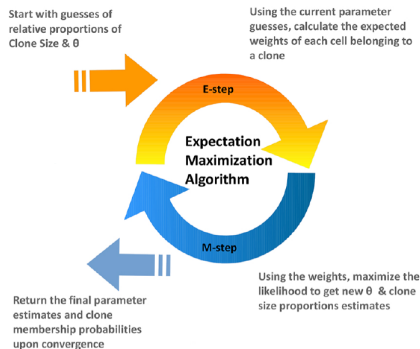 Start with guesses of
relative proportions of
Clone Size & θ
Using the current parameter
guesses, calculate the expected
weights of each cell belonging to
a clone
E-step
Expectation
Maximization
Algorithm
M-step
Using the weights, maximize the
likelihood to get new θ & clone
size proportions estimates
Return the final parameter
estimates and clone
membership probabilities
upon convergence